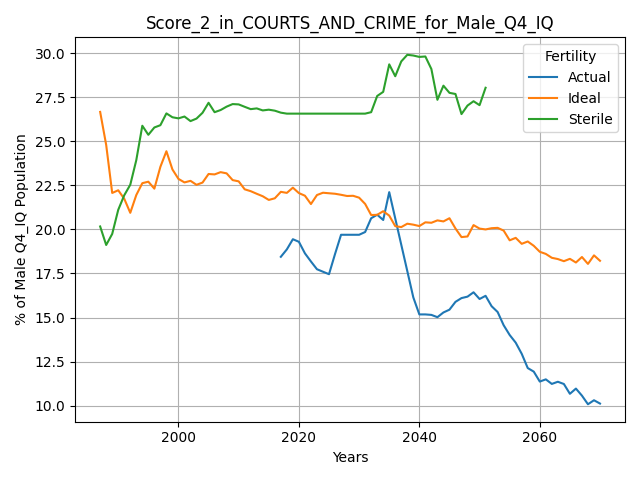 Score_2_in_COURTS_AND_CRIME_for_Male_Q4_IQ
% of Male Q4_IQ Population
30.0
27.5
25.0
22.5
20.0
17.5
15.0
12.5
10.0
Fertility
Actual
Ideal
Sterile
2000
2020
2040
2060
Years